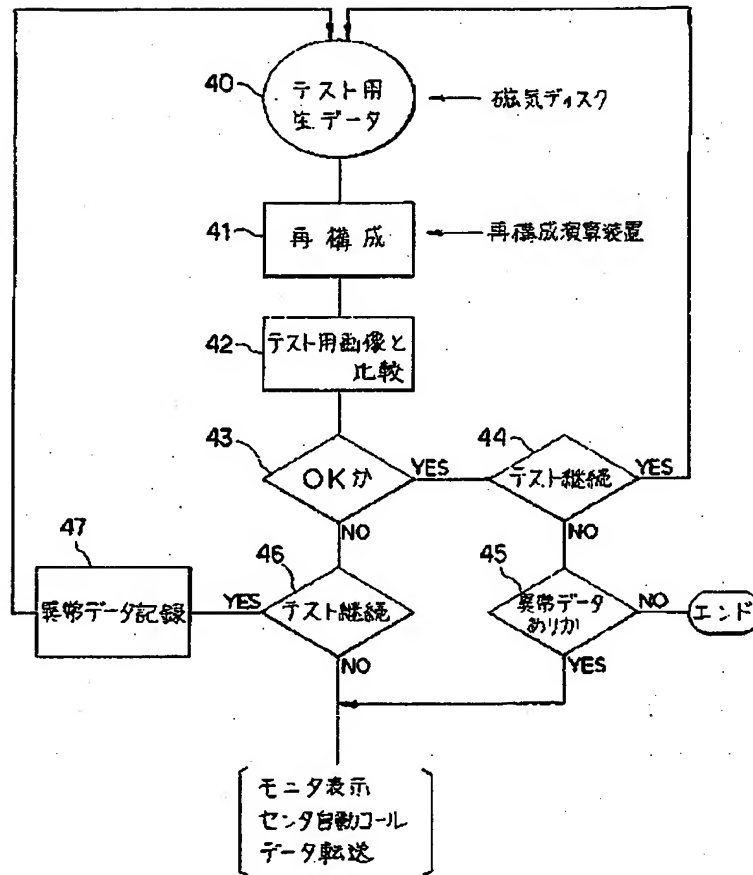 40
テスト用
生データ
磁気ディスク
41
再構成
再構成演算装置
42
テスト用画像と
比較
43
OKか
YES
NO
44
テスト継続
YES
NO
45
異常データ
ありか
NO
YES
エンド
46
テスト継続
YES
NO
47
異常データ記録
モニタ表示
センタ自動コール
データ転送